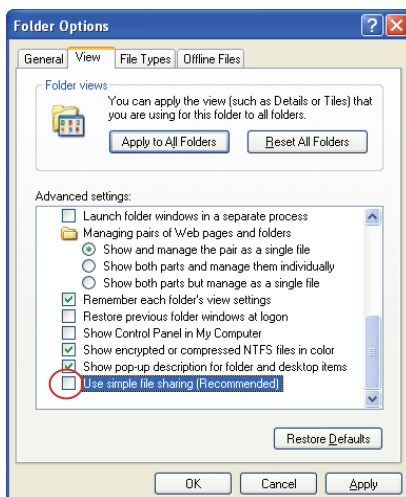 Folder Options
General View File Types Offline Files
Folder views
You can apply the view (such as Details or Tiles) that
you are using for this folder to all folders.
Apply to All Folders Reset All Folders
Advanced settings:
Launch folder windows in a separate process
Managing pairs of Web pages and folders
Show and manage the pair as a single file
Show both parts and manage them individually
Show both parts but manage as a single file
Remember each folder's view settings
Restore previous folder windows at logon
Show Control Panel in My Computer
Show encrypted or compressed NTFS files in color
Show pop-up description for folder and desktop items
Use simple file sharing (Recommended)
Restore Defaults
OK Cancel Apply